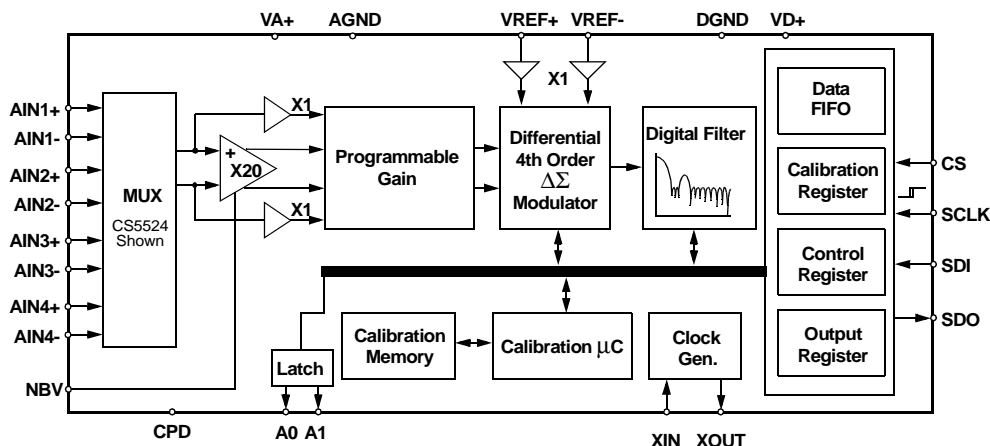 VA+ AGND VREF+ VREF- DGND VD+
X1
AIN1+
AIN1-
AIN2+
AIN2-
AIN3+
AIN3-
AIN4+
AIN4-
NBV
MUX
CS5524
Shown
X1
+
X20
X1
Programmable
Gain
Differential
4th Order
ΔΣ
Modulator
Digital Filter
Data
FIFO
Calibration
Register
Control
Register
Output
Register
CS
SCLK
SDI
SDO
Latch
Calibration
Memory
Calibration μC
Clock
Gen.
CPD A0 A1 XIN XOUT